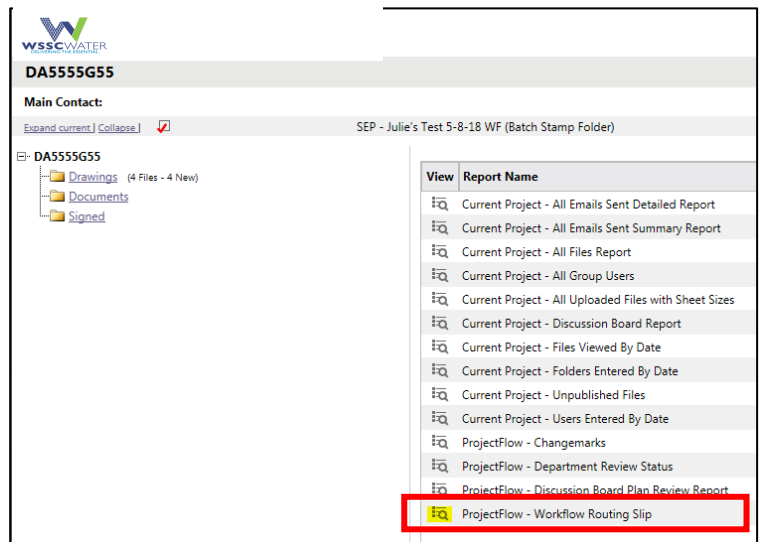 WSSCWATER
DELIVERING THE ESSENTIAL
DA5555G55
Main Contact:
Expand current | Collapse |
SEP - Julie's Test 5-8-18 WF (Batch Stamp Folder)
DA5555G55
Drawings (4 Files - 4 New)
Documents
Signed
View Report Name
Current Project - All Emails Sent Detailed Report
Current Project - All Emails Sent Summary Report
Current Project - All Files Report
Current Project - All Group Users
Current Project - All Uploaded Files with Sheet Sizes
Current Project - Discussion Board Report
Current Project - Files Viewed By Date
Current Project - Folders Entered By Date
Current Project - Unpublished Files
Current Project - Users Entered By Date
ProjectFlow - Changemarks
ProjectFlow - Department Review Status
ProjectFlow - Discussion Board Plan Review Report
ProjectFlow - Workflow Routing Slip